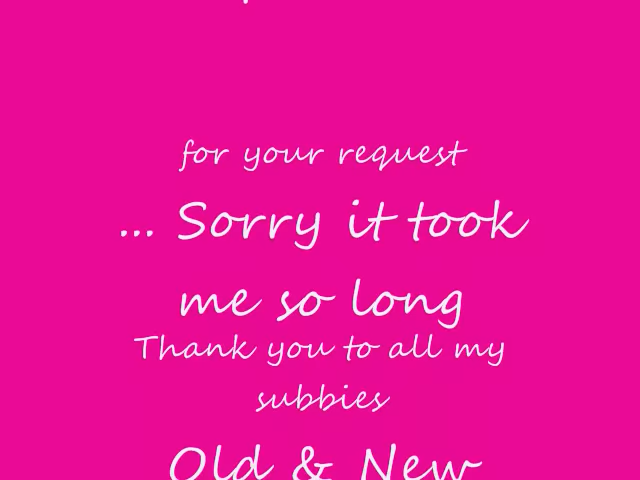 for your request
... Sorry it took
me so long
Thank you to all my
subbies
Old & New